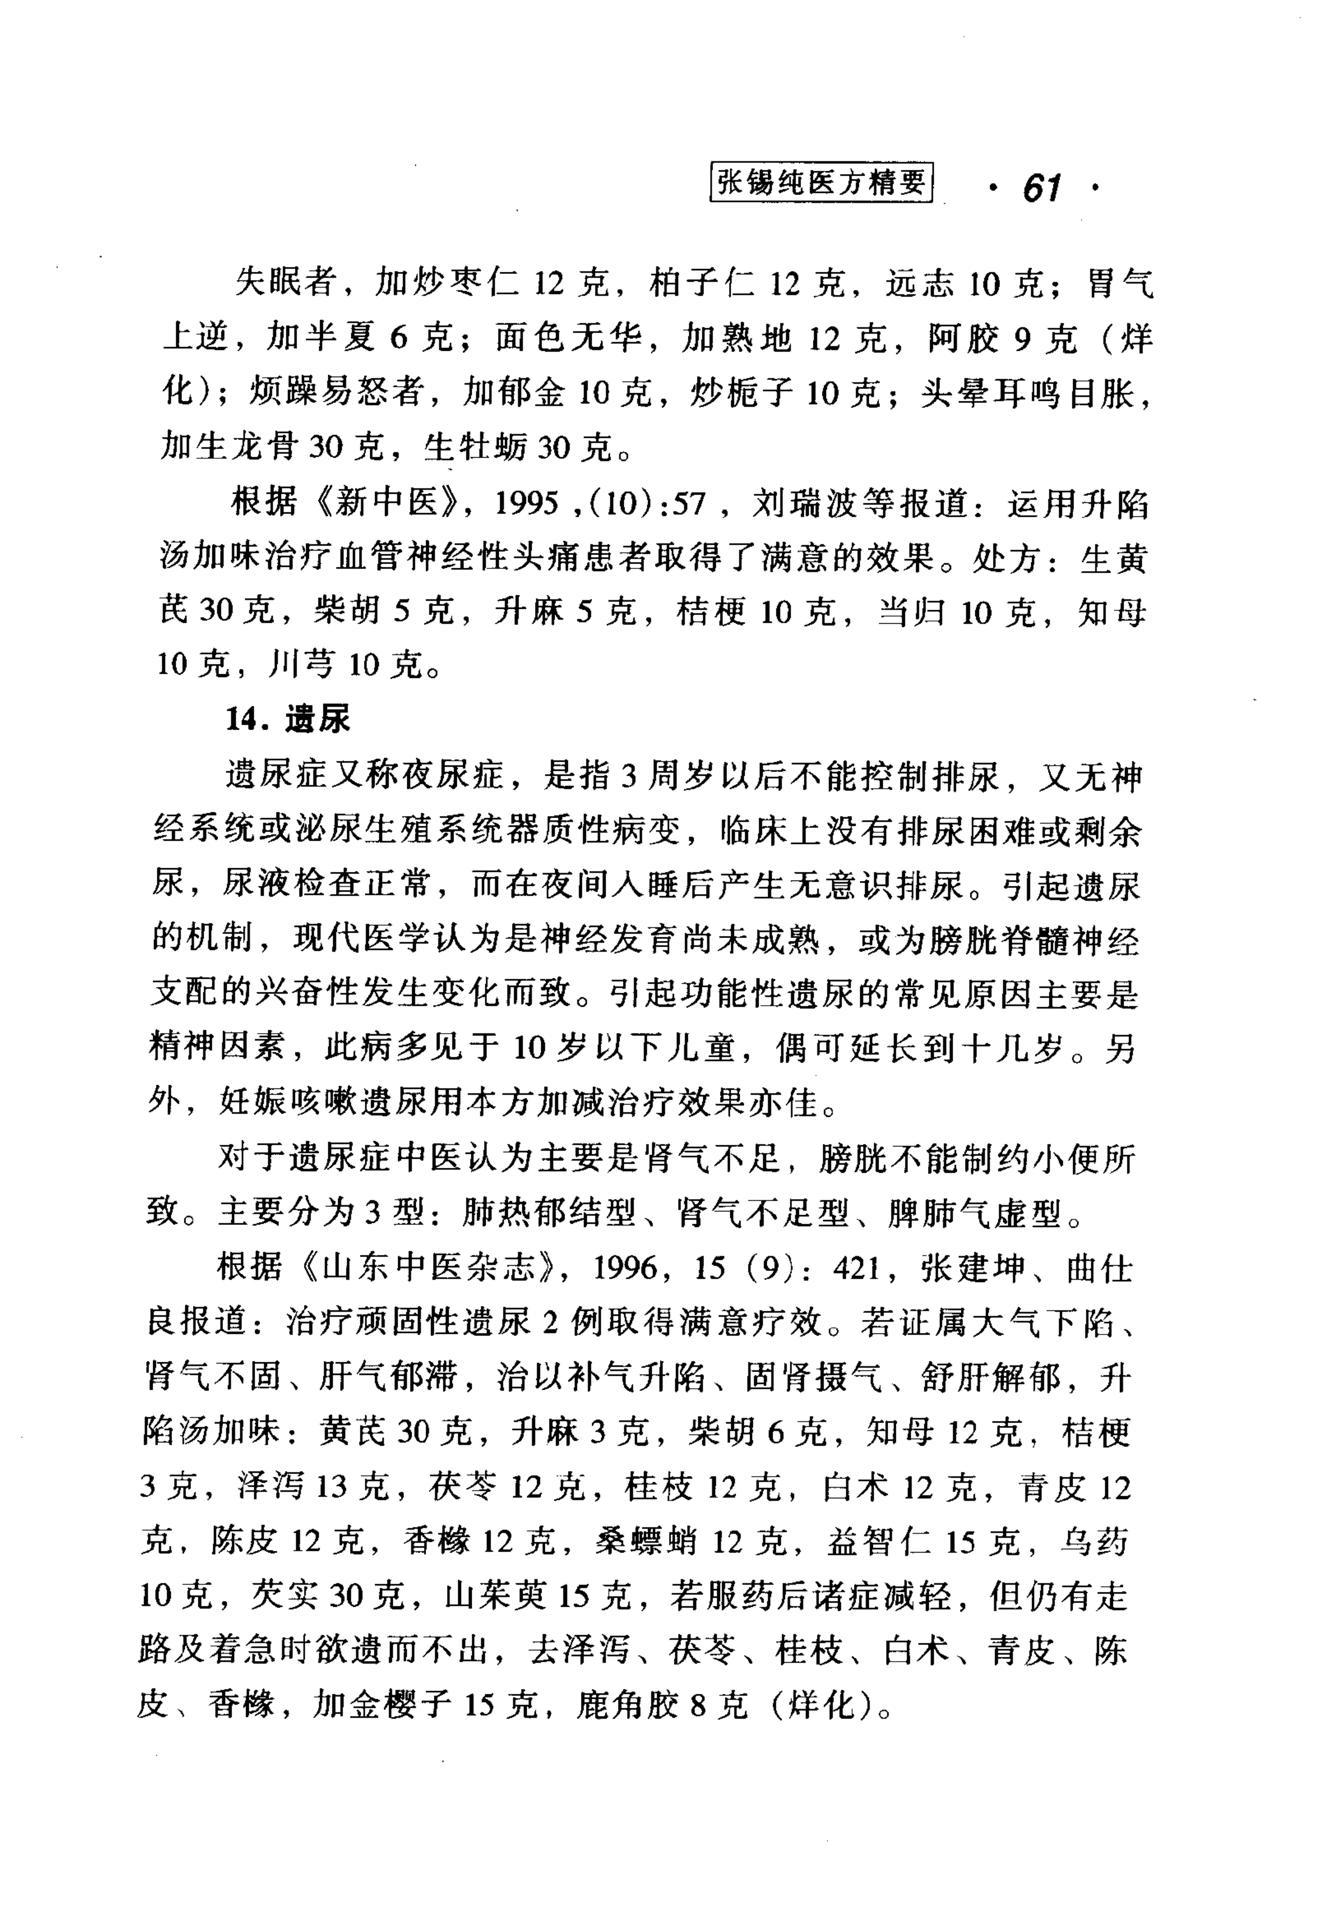 张锡纯医方精要 · 61 ·
失眠者，加炒枣仁 12 克，柏子仁 12 克，远志 10 克；胃气
上逆，加半夏 6 克；面色无华，加熟地 12 克，阿胶 9 克（烊
化）；烦躁易怒者，加郁金 10 克，炒栀子 10 克；头晕耳鸣目胀，
加生龙骨 30 克，生牡蛎 30 克。
根据《新中医》，1995 ,(10):57 ，刘瑞波等报道：运用升陷
汤加味治疗血管神经性头痛患者取得了满意的效果。处方：生黄
芪 30 克，柴胡 5 克，升麻 5 克，桔梗 10 克，当归 10 克，知母
10 克，川芎 10 克。
14. 遗尿
遗尿症又称夜尿症，是指 3 周岁以后不能控制排尿，又无神
经系统或泌尿生殖系统器质性病变，临床上没有排尿困难或剩余
尿，尿液检查正常，而在夜间入睡后产生无意识排尿。引起遗尿
的机制，现代医学认为是神经发育尚未成熟，或为膀胱脊髓神经
支配的兴奋性发生变化而致。引起功能性遗尿的常见原因主要是
精神因素，此病多见于 10 岁以下儿童，偶可延长到十几岁。另
外，妊娠咳嗽遗尿用本方加减治疗效果亦佳。
对于遗尿症中医认为主要是肾气不足，膀胱不能制约小便所
致。主要分为 3 型：肺热郁结型、肾气不足型、脾肺气虚型。
根据《山东中医杂志》，1996，15（9）：421，张建坤、曲仕
良报道：治疗顽固性遗尿 2 例取得满意疗效。若证属大气下陷、
肾气不固、肝气郁滞，治以补气升陷、固肾摄气、舒肝解郁，升
陷汤加味：黄芪 30 克，升麻 3 克，柴胡 6 克，知母 12 克，桔梗
3 克，泽泻 13 克，茯苓 12 克，桂枝 12 克，白术 12 克，青皮 12
克，陈皮 12 克，香橼 12 克，桑螵蛸 12 克，益智仁 15 克，乌药
10 克，芡实 30 克，山茱萸 15 克，若服药后诸症减轻，但仍有走
路及着急时欲遗而不出，去泽泻、茯苓、桂枝、白术、青皮、陈
皮、香橼，加金樱子 15 克，鹿角胶 8 克（烊化）。